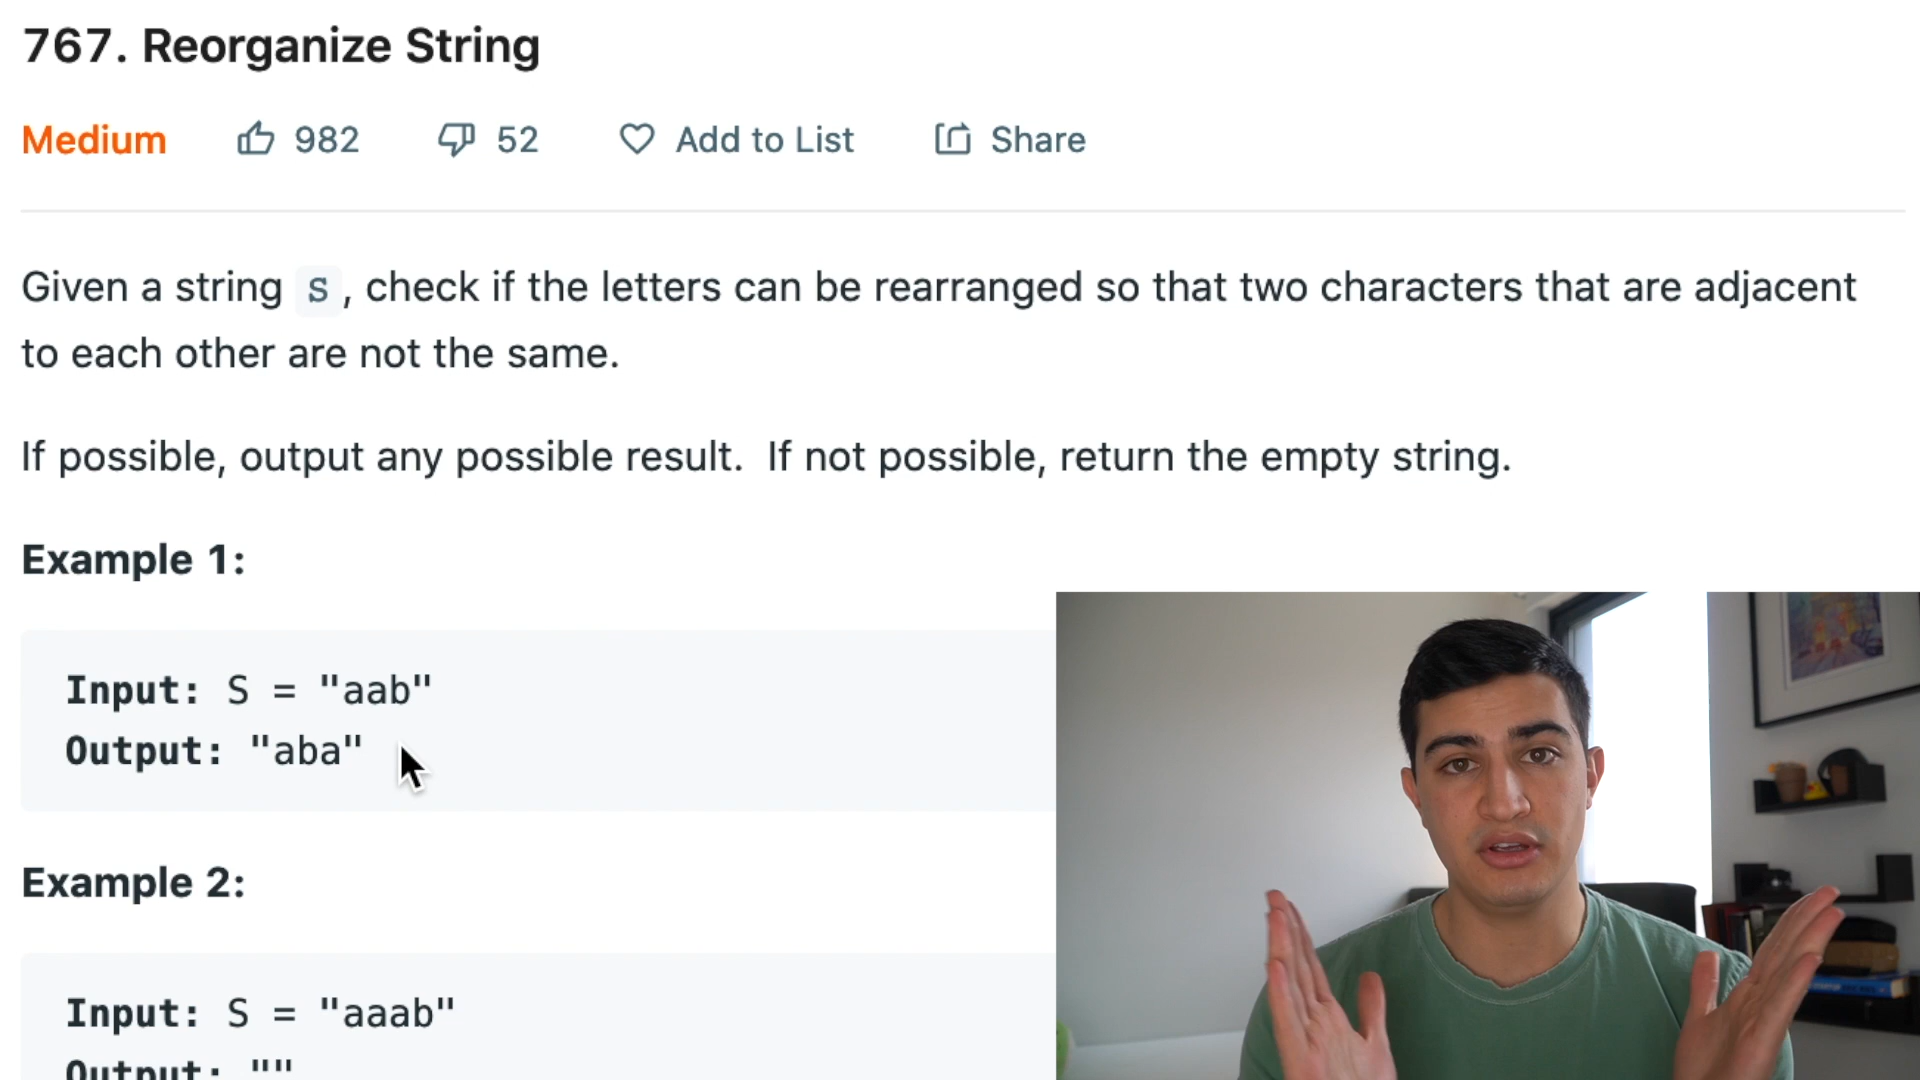 767. Reorganize String
Medium 982 52 Add to List Share
Given a string S , check if the letters can be rearranged so that two characters that are adjacent
to each other are not the same.
If possible, output any possible result. If not possible, return the empty string.
Example 1:
Input: S = "aab"
Output: "aba"
Example 2:
Input: S = "aaab"
Output: ""